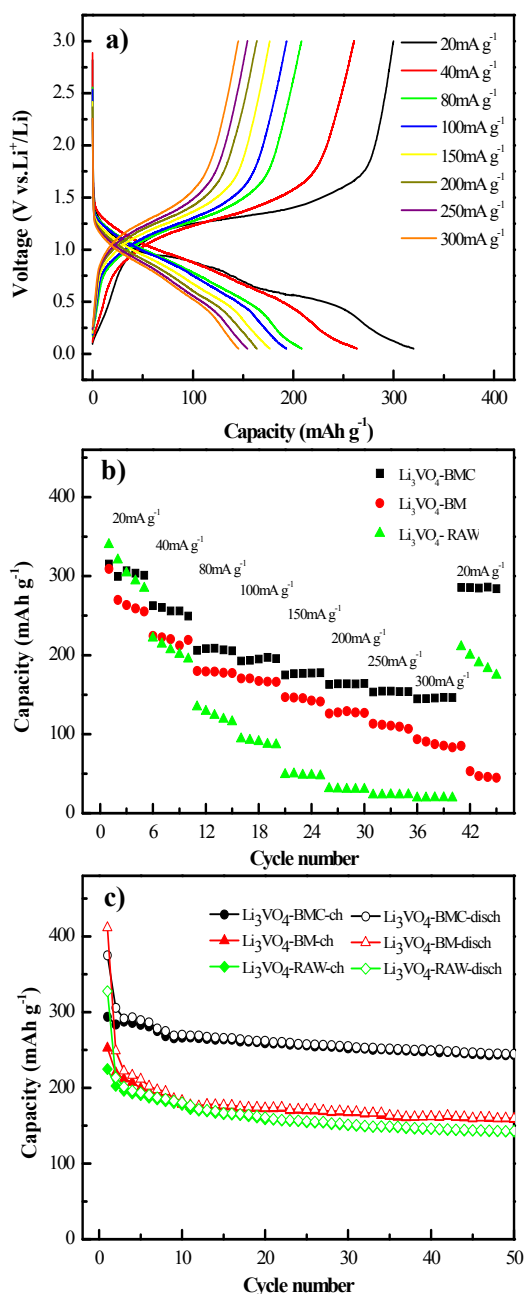 a)
3.0
2.5
2.0
1.5
1.0
0.5
0.0
Voltage (V vs.Li⁺/Li)
20mA g⁻¹
40mA g⁻¹
80mA g⁻¹
100mA g⁻¹
150mA g⁻¹
200mA g⁻¹
250mA g⁻¹
300mA g⁻¹
0 100 200 300 400
Capacity (mAh g⁻¹)
b)
400
300
200
100
0
Capacity (mAh g⁻¹)
Li₃VO₄-BMC
Li₃VO₄-BM
Li₃VO₄- RAW
20mA g⁻¹
40mA g⁻¹
80mA g⁻¹
100mA g⁻¹
150mA g⁻¹
200mA g⁻¹
250mA g⁻¹
300mA g⁻¹
20mA g⁻¹
0 6 12 18 24 30 36 42
Cycle number
c)
400
300
200
150
0
Capacity (mAh g⁻¹)
Li₃VO₄-BMC-ch
Li₃VO₄-BMC-disch
Li₃VO₄-BM-ch
Li₃VO₄-BM-disch
Li₃VO₄-RAW-ch
Li₃VO₄-RAW-disch
0 10 20 30 40 50
Cycle number